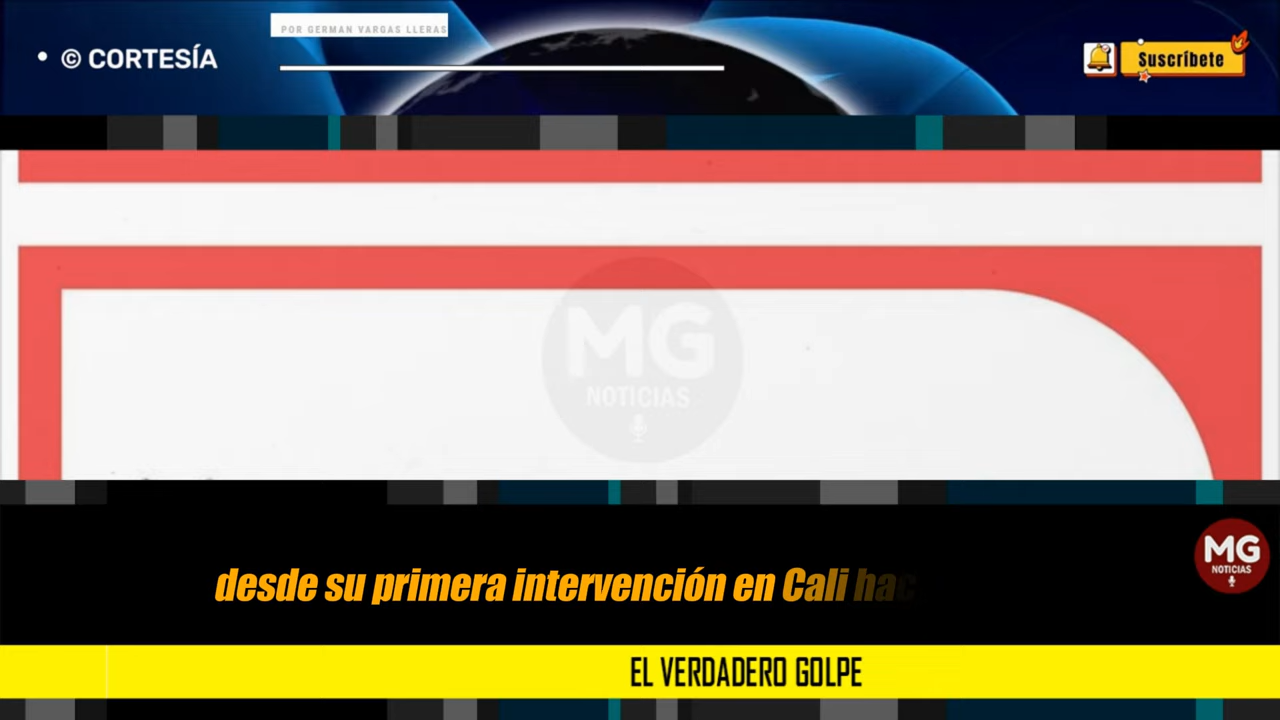 POR GERMAN VARGAS LLERAS
• © CORTESÍA
Suscríbete
MG
NOTICIAS
desde su primera intervención en Cali hac
MG
NOTICIAS
EL VERDADERO GOLPE